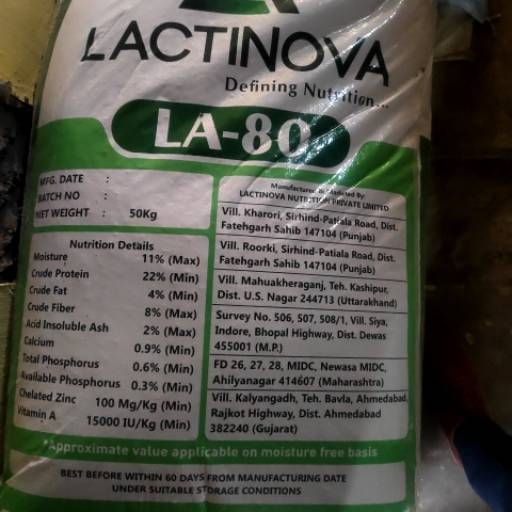 LACTINOVA
Defining Nutrition...
LA-80
MFG. DATE :
BATCH NO :
NET WEIGHT : 50Kg
Nutrition Details
Moisture 11% (Max)
Crude Protein 22% (Min)
Crude Fat 4% (Min)
Crude Fiber 8% (Max)
Acid Insoluble Ash 2% (Max)
Calcium 0.9% (Min)
Total Phosphorus 0.6% (Min)
Available Phosphorus 0.3% (Min)
Chelated Zinc 100 Mg/Kg (Min)
Vitamin A 15000 IU/Kg (Min)
Manufactured & Marketed By:
LACTINOVA NUTRITION PRIVATE LIMITED
Vill. Kharori, Sirhind-Patiala Road, Dist.
Fatehgarh Sahib 147104 (Punjab)
Vill. Roorki, Sirhind-Patiala Road, Dist.
Fatehgarh Sahib 147104 (Punjab)
Vill. Mahuakheraganj, Teh. Kashipur,
Dist. U.S. Nagar 244713 (Uttarakhand)
Survey No. 506, 507, 508/1, Vill. Siya,
Indore, Bhopal Highway, Dist. Dewas
455001 (M.P.)
FD 26, 27, 28, MIDC, Newasa MIDC,
Ahilyanagar 414607 (Maharashtra)
Vill. Kalyangadh, Teh. Bavla, Ahmedabad,
Rajkot Highway, Dist. Ahmedabad
382240 (Gujarat)
*Approximate value applicable on moisture free basis
BEST BEFORE WITHIN 60 DAYS FROM MANUFACTURING DATE
UNDER SUITABLE STORAGE CONDITIONS